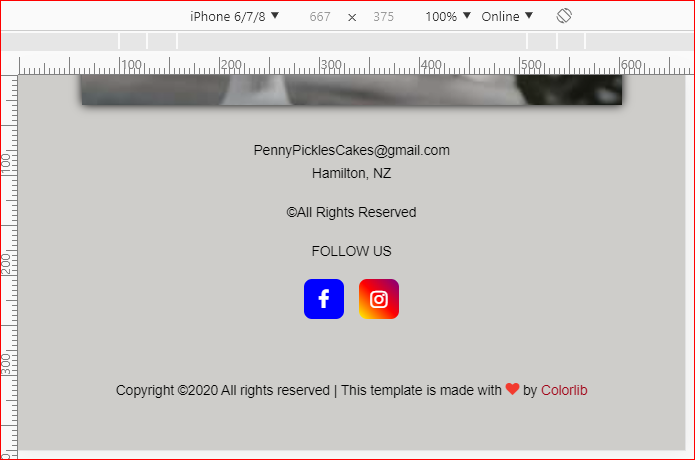 iPhone 6/7/8 ▼ 667 × 375 100% ▼ Online ▼
100 200 300 400 500 600
100
200
300
PennyPicklesCakes@gmail.com
Hamilton, NZ
©All Rights Reserved
FOLLOW US
Copyright ©2020 All rights reserved | This template is made with ❤ by Colorlib